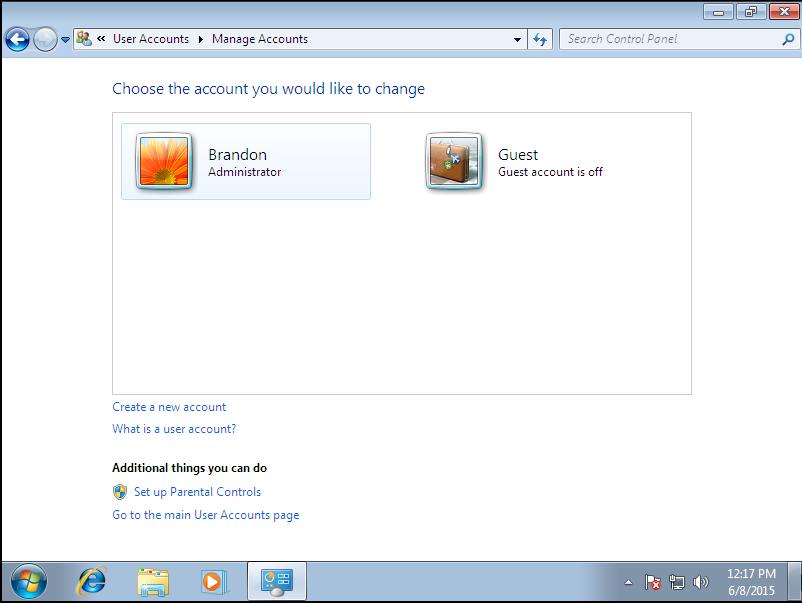 « User Accounts ▸ Manage Accounts
Search Control Panel
Choose the account you would like to change
Brandon
Administrator
Guest
Guest account is off
Create a new account
What is a user account?
Additional things you can do
Set up Parental Controls
Go to the main User Accounts page
12:17 PM
6/8/2015